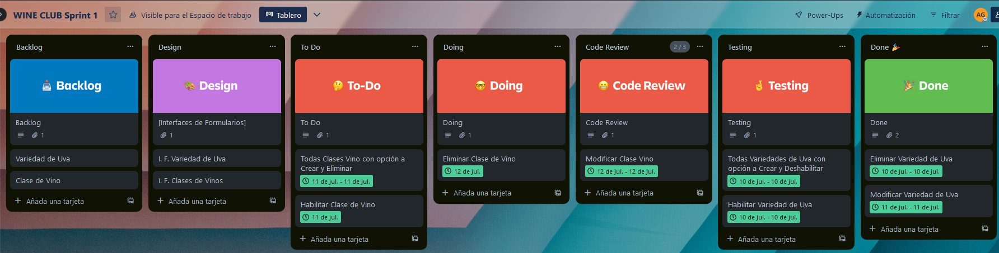 WINE CLUB Sprint 1
Visible para el Espacio de trabajo
Tablero
Power-Ups
Automatización
Filtrar
AG
Backlog
Backlog
Backlog
1
Variedad de Uva
Clase de Vino
Añada una tarjeta
Design
Design
[Interfaces de Formularios]
1
I. F. Variedad de Uva
I. F. Clases de Vinos
Añada una tarjeta
To Do
To-Do
To Do
1
Todas Clases Vino con opción a
Crear y Eliminar
11 de jul. - 11 de jul.
Habilitar Clase de Vino
11 de jul.
Añada una tarjeta
Doing
Doing
Doing
1
Eliminar Clase de Vino
12 de jul.
Añada una tarjeta
Code Review
2 / 3
Code Review
Code Review
1
Modificar Clase Vino
12 de jul. - 12 de jul.
Añada una tarjeta
Testing
Testing
Testing
1
Todas Variedades de Uva con
opción a Crear y Deshabilitar
10 de jul. - 10 de jul.
Habilitar Variedad de Uva
10 de jul. - 10 de jul.
Añada una tarjeta
Done 🎉
Done
Done
2
Eliminar Variedad de Uva
10 de jul. - 10 de jul.
Modificar Variedad de Uva
11 de jul. - 11 de jul.
Añada una tarjeta